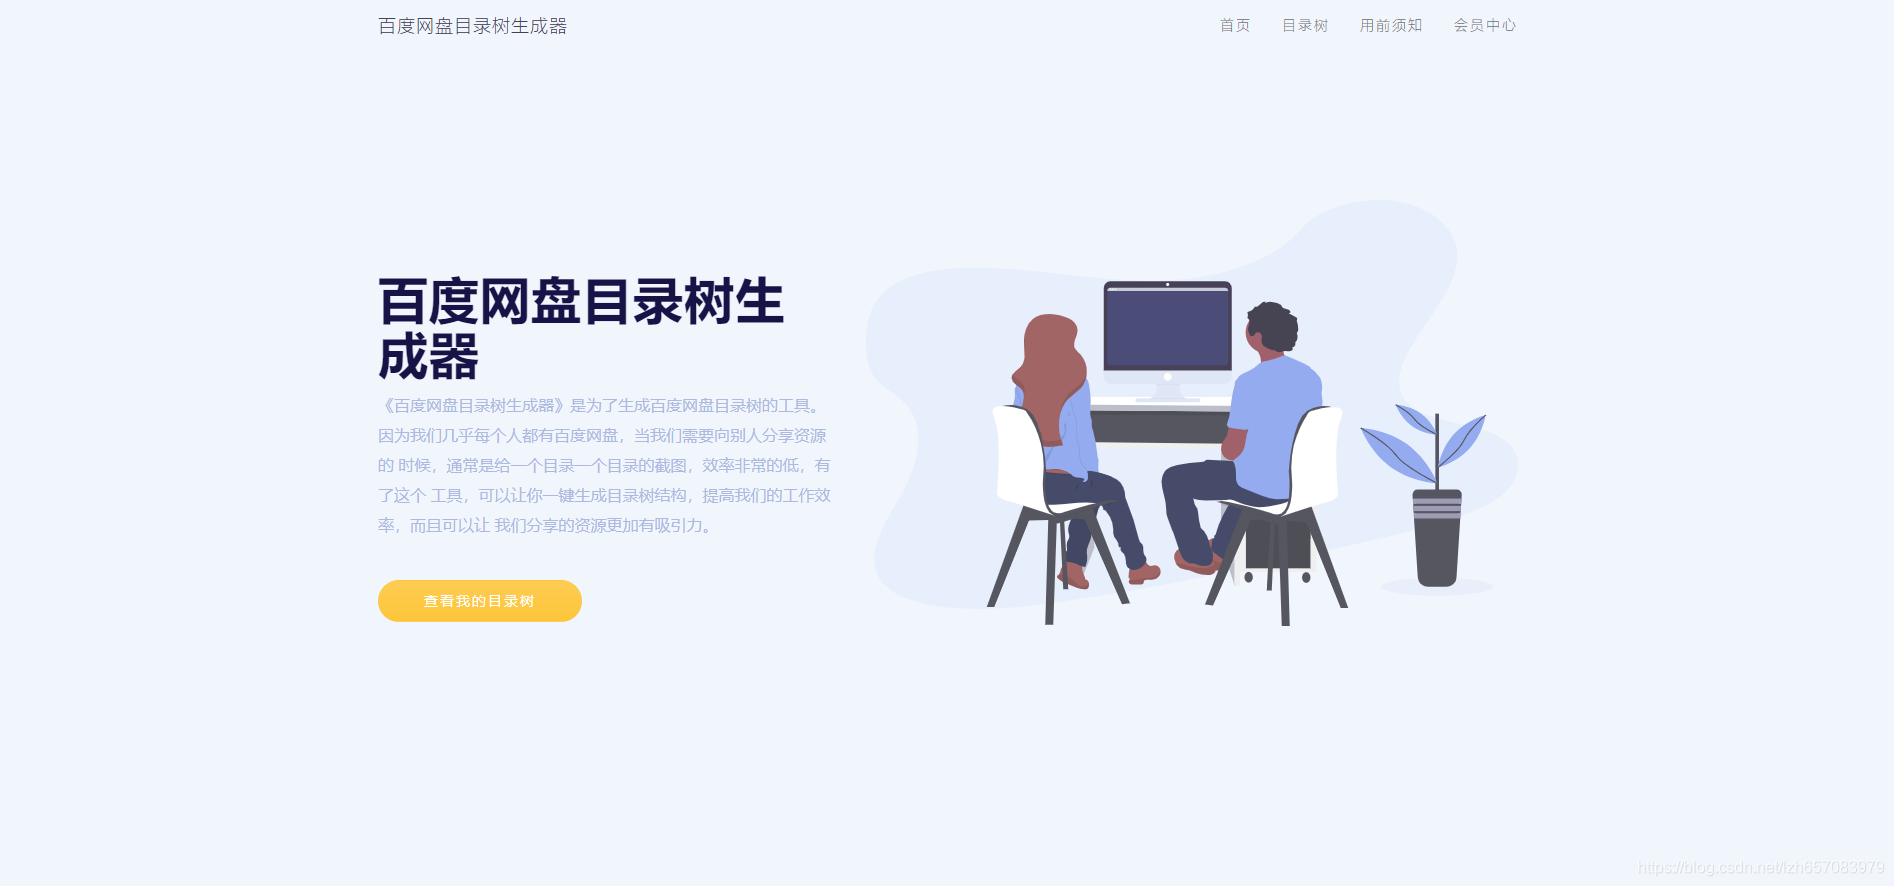 百度网盘目录树生成器
首页 目录树 用前须知 会员中心
百度网盘目录树生
成器
《百度网盘目录树生成器》是为了生成百度网盘目录树的工具。
因为我们几乎每个人都有百度网盘，当我们需要向别人分享资源
的 时候，通常是给一个目录一个目录的截图，效率非常的低，有
了这个 工具，可以让你一键生成目录树结构，提高我们的工作效
率，而且可以让 我们分享的资源更加有吸引力。
查看我的目录树
https://blog.csdn.net/lzh657083979